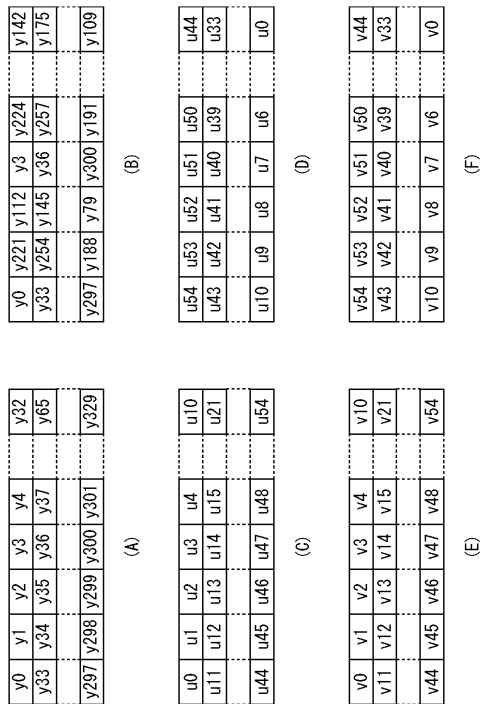 y0 y1 y2 y3 y4 y32
y33 y34 y35 y36 y37 y65
y297 y298 y299 y300 y301 y329
(A)
y0 y221 y112 y3 y224 y142
y33 y254 y145 y36 y257 y175
y297 y188 y79 y300 y191 y109
(B)
u0 u1 u2 u3 u4 u10
u11 u12 u13 u14 u15 u21
u44 u45 u46 u47 u48 u54
(C)
u54 u53 u52 u51 u50 u44
u43 u42 u41 u40 u39 u33
u10 u9 u8 u7 u6 u0
(D)
v0 v1 v2 v3 v4 v10
v11 v12 v13 v14 v15 v21
v44 v45 v46 v47 v48 v54
(E)
v54 v53 v52 v51 v50 v44
v43 v42 v41 v40 v39 v33
v10 v9 v8 v7 v6 v0
(F)